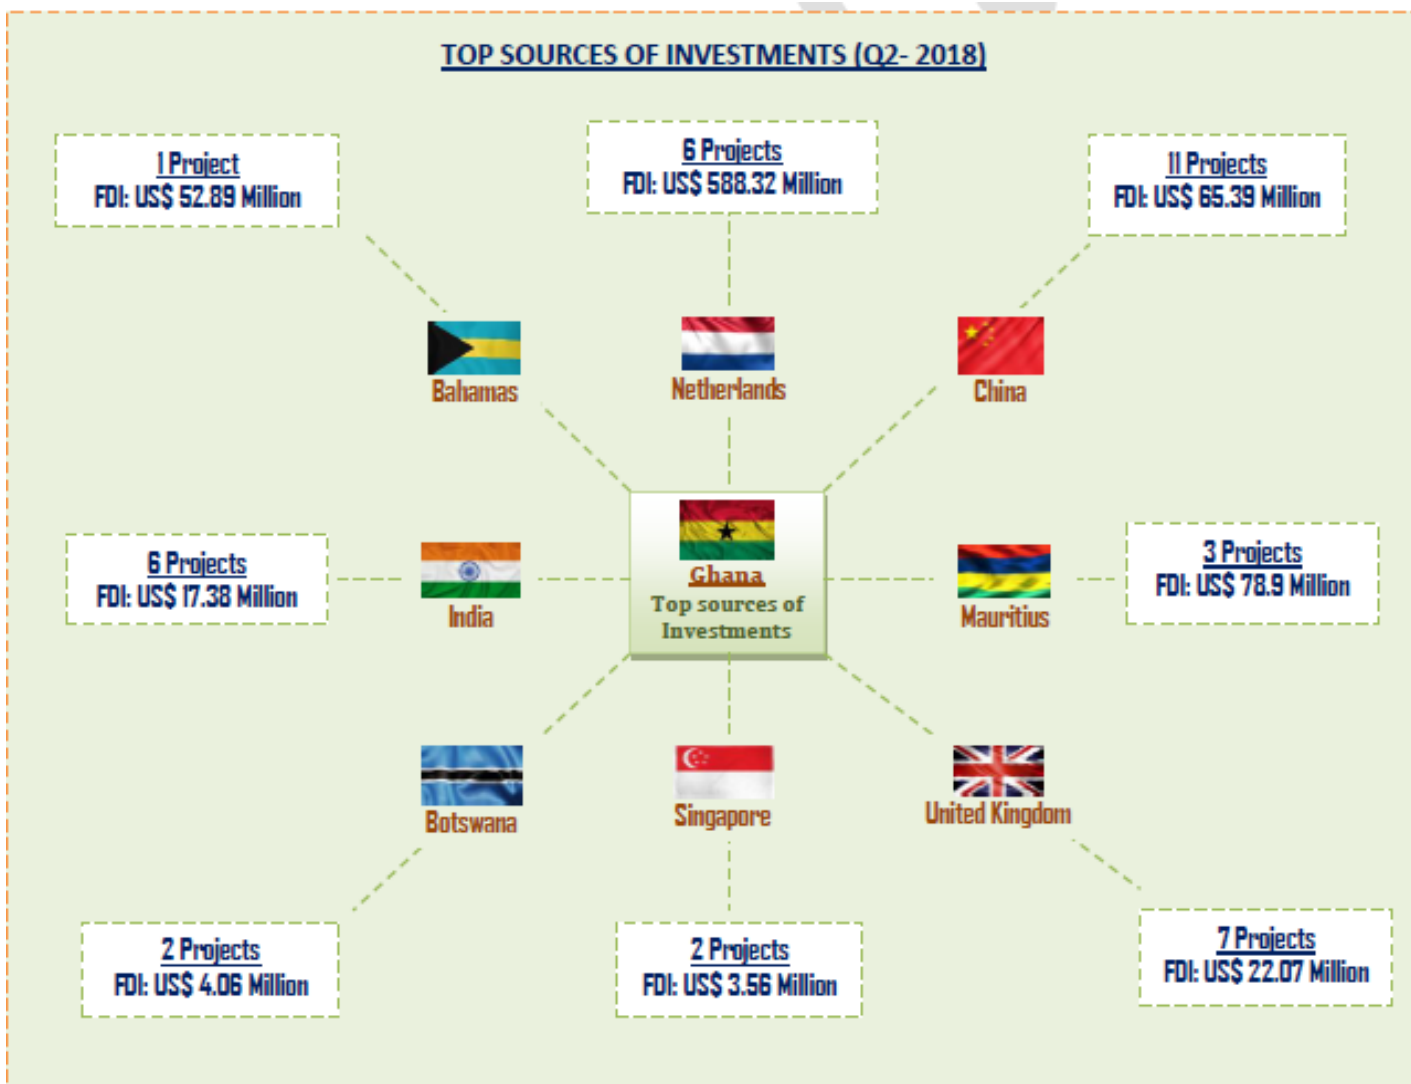 TOP SOURCES OF INVESTMENTS (Q2- 2018)
1 Project
FDI: US$ 52.89 Million
6 Projects
FDI: US$ 588.32 Million
11 Projects
FDI: US$ 65.39 Million
Bahamas
Netherlands
China
6 Projects
FDI: US$ 17.38 Million
India
Ghana
Top sources of
Investments
Mauritius
3 Projects
FDI: US$ 78.9 Million
Botswana
Singapore
United Kingdom
2 Projects
FDI: US$ 4.06 Million
2 Projects
FDI: US$ 3.56 Million
7 Projects
FDI: US$ 22.07 Million